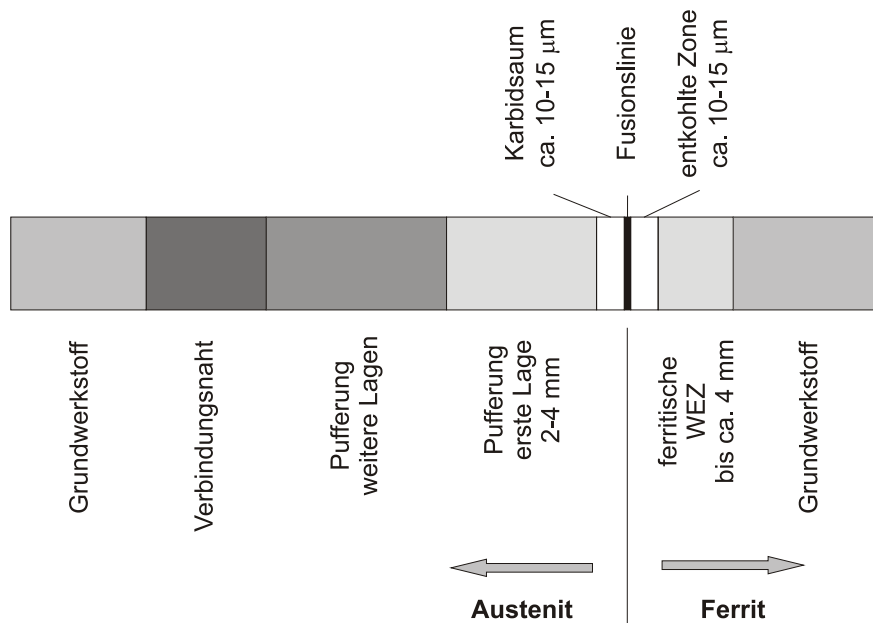 Karbidsaum
ca. 10-15 μm
Fusionslinie
entkohlte Zone
ca. 10-15 μm
Grundwerkstoff
Verbindungsnaht
Pufferung
weitere Lagen
Pufferung
erste Lage
2-4 mm
ferritische
WEZ
bis ca. 4 mm
Grundwerkstoff
Austenit
Ferrit